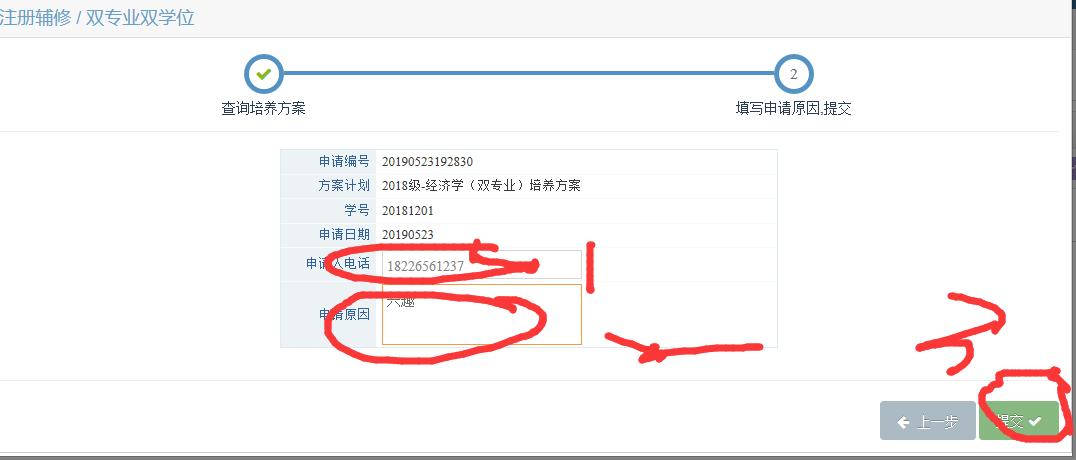 注册辅修 / 双专业双学位
2
查询培养方案
填写申请原因,提交
申请编号 20190523192830
方案计划 2018级-经济学（双专业）培养方案
学号 20181201
申请日期 20190523
申请人电话 18226561237
申请原因 兴趣
1
2
3
上一步 提交